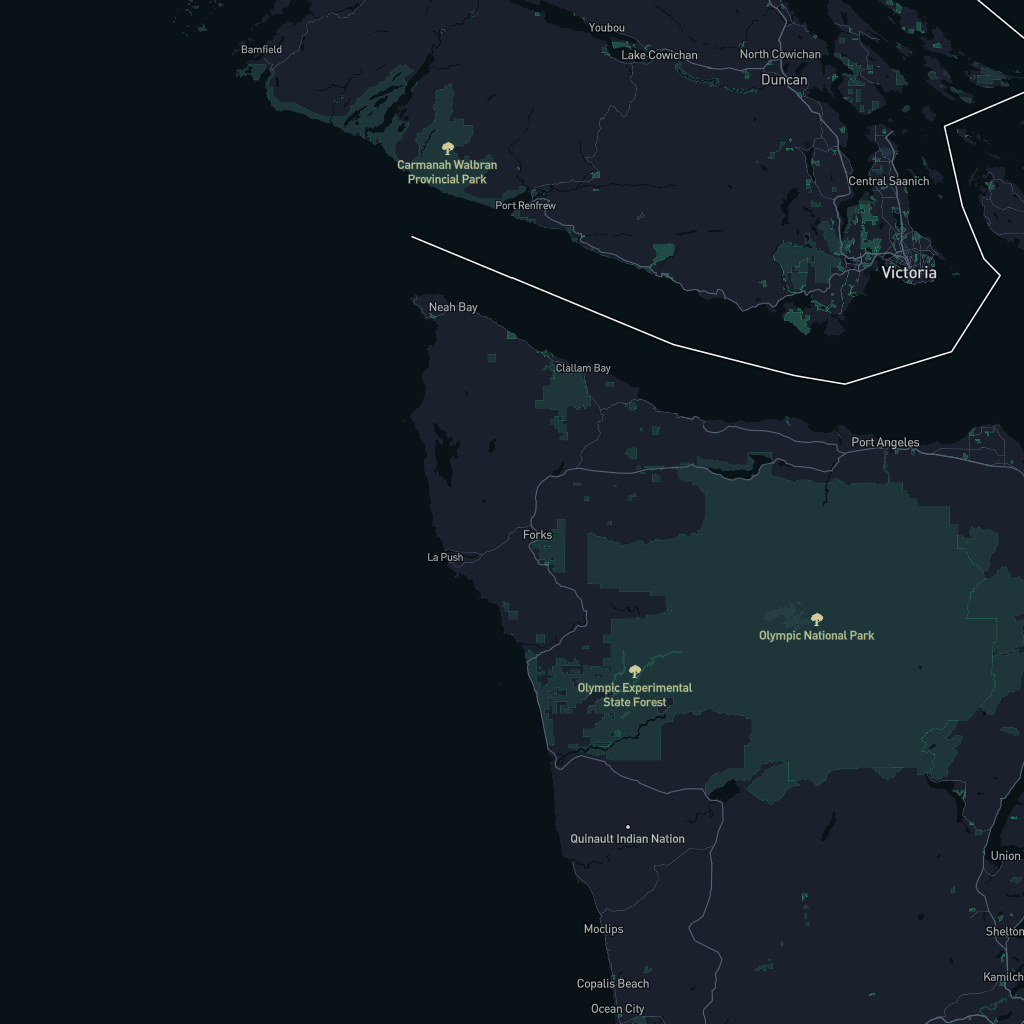 Youbou
Bamfield
Lake Cowichan
North Cowichan
Duncan
Carmanah Walbran
Provincial Park
Central Saanich
Port Renfrew
Victoria
Neah Bay
Clallam Bay
Port Angeles
Forks
La Push
Olympic National Park
Olympic Experimental
State Forest
Quinault Indian Nation
Union
Moclips
Shelton
Kamilch
Copalis Beach
Ocean City